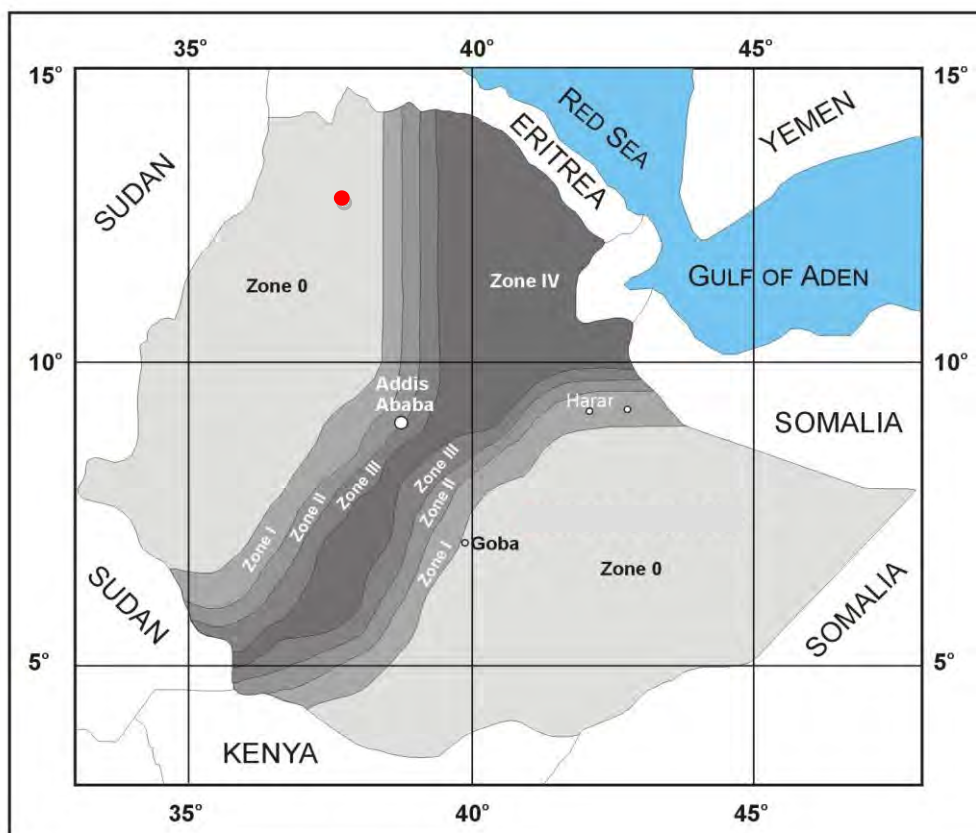 35°
40°
45°
15°
15°
RED SEA
YEMEN
ERITREA
SUDAN
Zone 0
Zone IV
GULF OF ADEN
10°
10°
Addis
Ababa
Harar
SOMALIA
Zone III
Zone III
Zone II
Zone II
Zone I
Zone I
Goba
Zone 0
SUDAN
SOMALIA
5°
5°
KENYA
35°
40°
45°